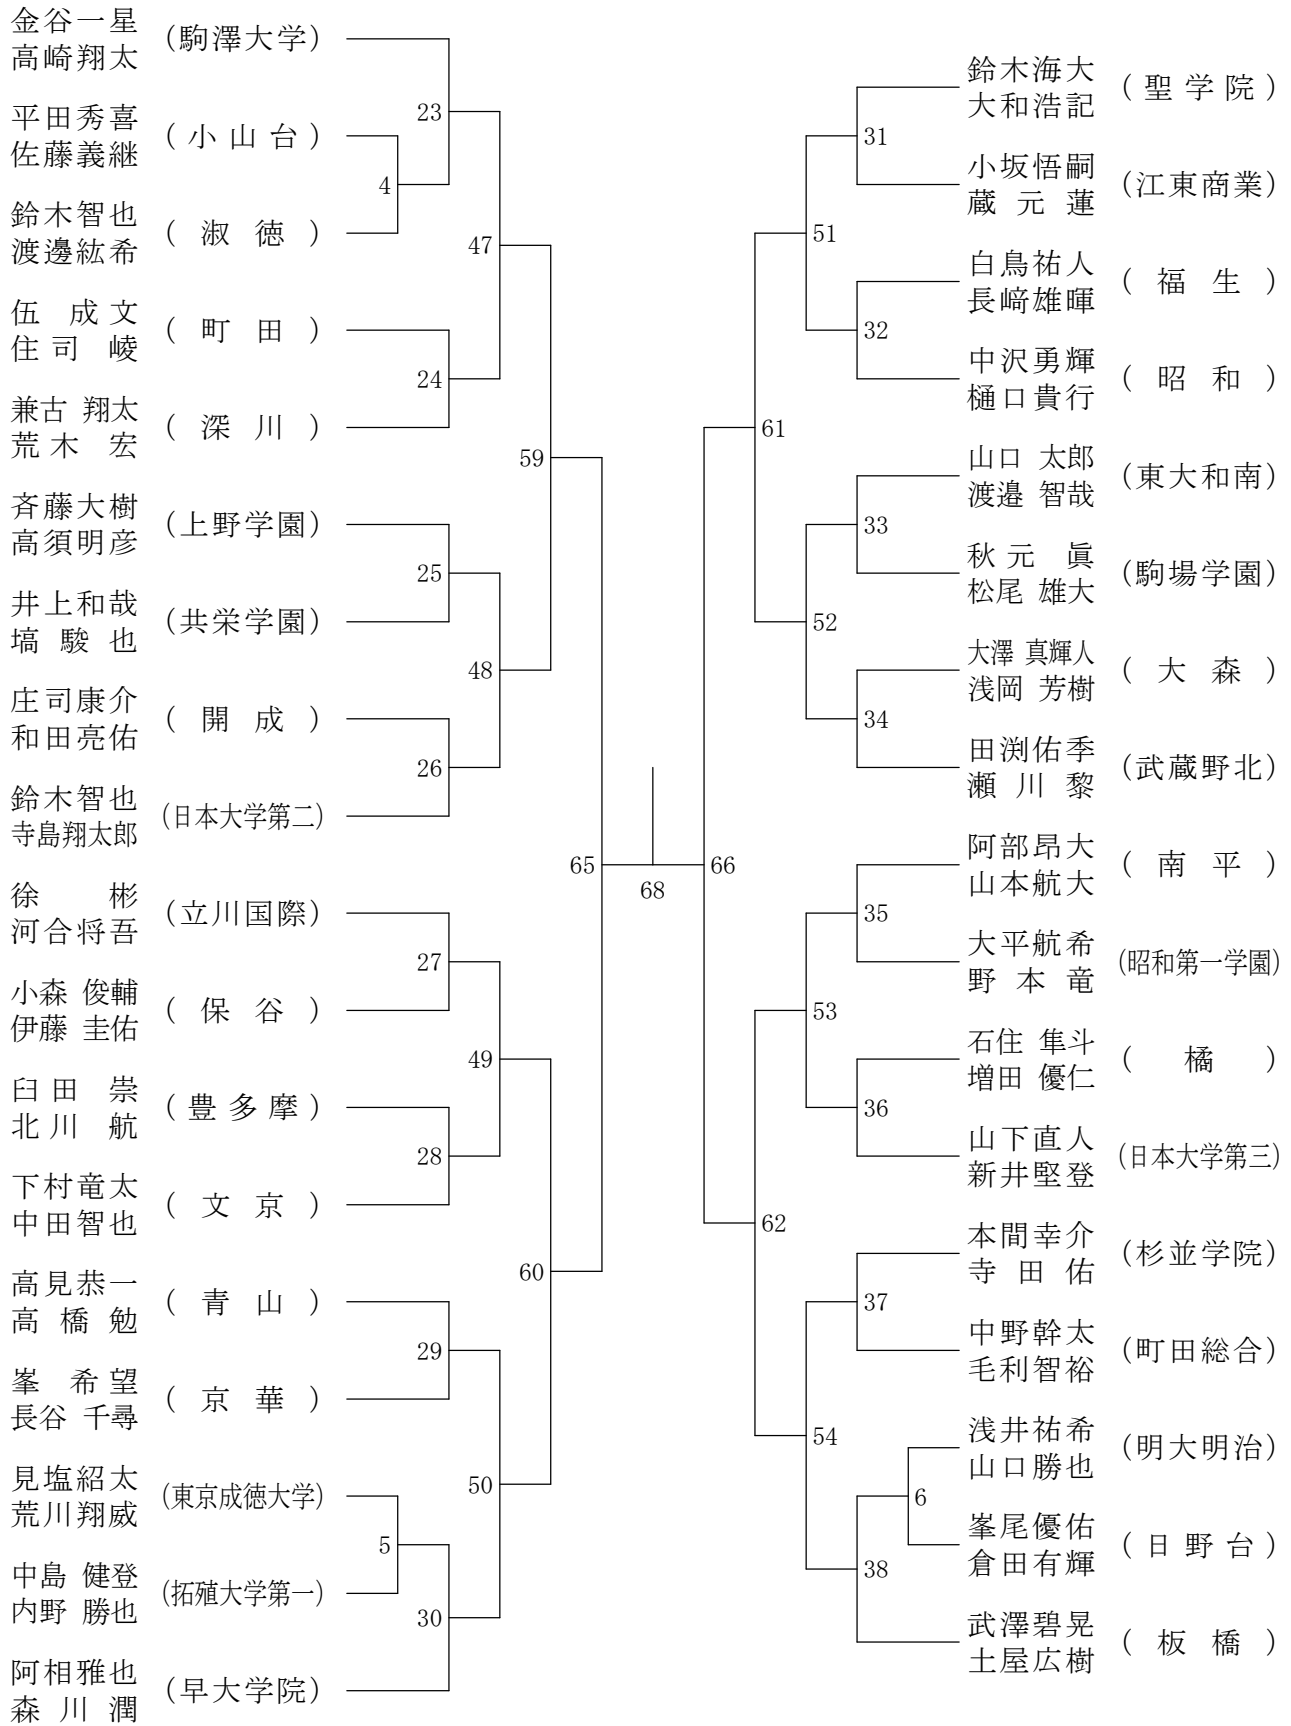 金谷一星
高崎翔太
(駒澤大学)
平田秀喜
佐藤義継
(小山台)
鈴木智也
渡邊紘希
(淑徳)
伍 成文
住司 崚
(町田)
兼古 翔太
荒木 宏
(深川)
斉藤大樹
高須明彦
(上野学園)
井上和哉
塙駿也
(共栄学園)
庄司康介
和田亮佑
(開成)
鈴木智也
寺島翔太郎
(日本大学第二)
徐 彬
河合将吾
(立川国際)
小森 俊輔
伊藤 圭佑
(保谷)
臼田 崇
北川 航
(豊多摩)
下村竜太
中田智也
(文京)
高見恭一
高橋勉
(青山)
峯 希望
長谷 千尋
(京華)
見塩紹太
荒川翔威
(東京成徳大学)
中島 健登
内野 勝也
(拓殖大学第一)
阿相雅也
森川潤
(早大学院)
4
5
23
24
25
26
27
28
29
30
47
48
49
50
59
60
65
68
66
61
62
51
52
53
54
31
32
33
34
35
36
37
38
6
鈴木海大
大和浩記
(聖学院)
小坂悟嗣
蔵元蓮
(江東商業)
白鳥祐人
長﨑雄暉
(福生)
中沢勇輝
樋口貴行
(昭和)
山口 太郎
渡邉 智哉
(東大和南)
秋元 眞
松尾 雄大
(駒場学園)
大澤 真輝人
浅岡 芳樹
(大森)
田渕佑季
瀬川黎
(武蔵野北)
阿部昂大
山本航大
(南平)
大平航希
野本竜
(昭和第一学園)
石住 隼斗
増田 優仁
(橘)
山下直人
新井堅登
(日本大学第三)
本間幸介
寺田佑
(杉並学院)
中野幹太
毛利智裕
(町田総合)
浅井祐希
山口勝也
(明大明治)
峯尾優佑
倉田有輝
(日野台)
武澤碧晃
土屋広樹
(板橋)